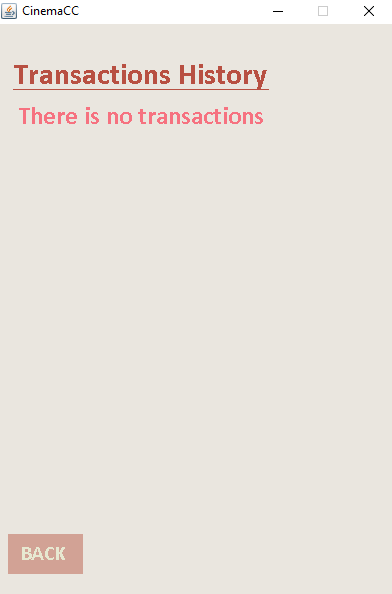 CinemaCC
Transactions History
There is no transactions
BACK